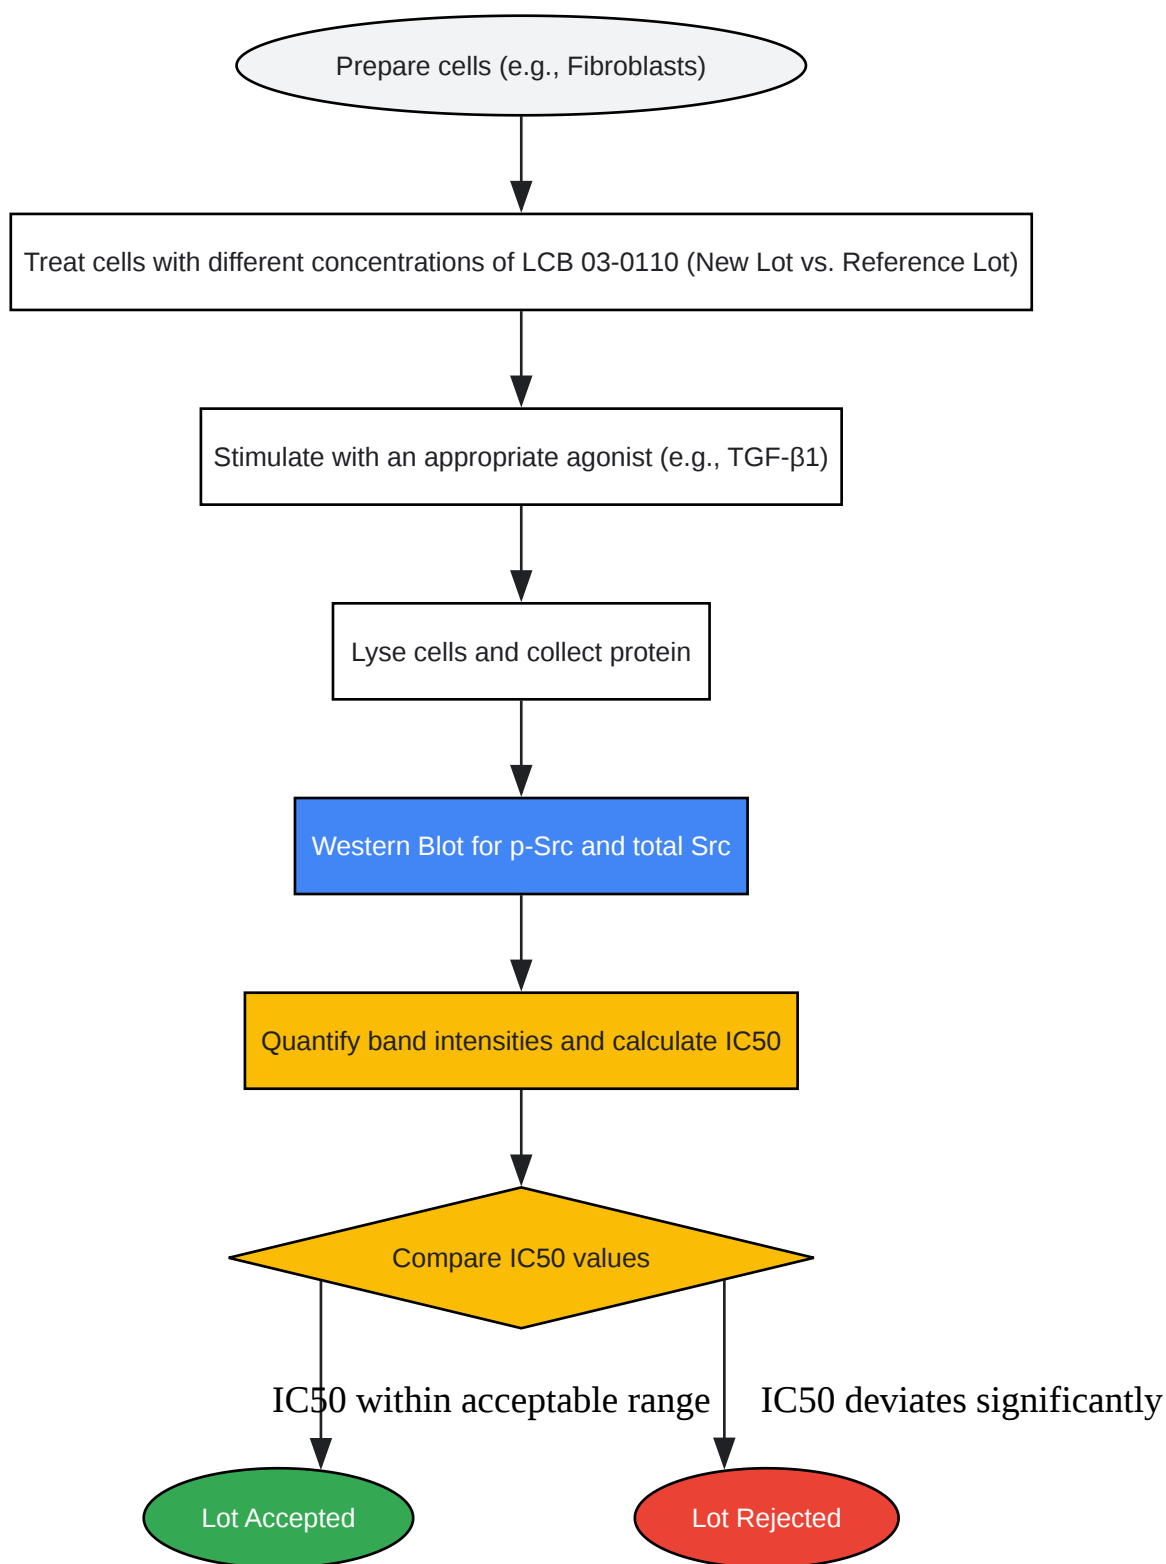 Prepare cells (e.g., Fibroblasts)
Treat cells with different concentrations of LCB 03-0110 (New Lot vs. Reference Lot)
Stimulate with an appropriate agonist (e.g., TGF-β1)
Lyse cells and collect protein
Western Blot for p-Src and total Src
Quantify band intensities and calculate IC50
Compare IC50 values
IC50 within acceptable range
IC50 deviates significantly
Lot Accepted
Lot Rejected